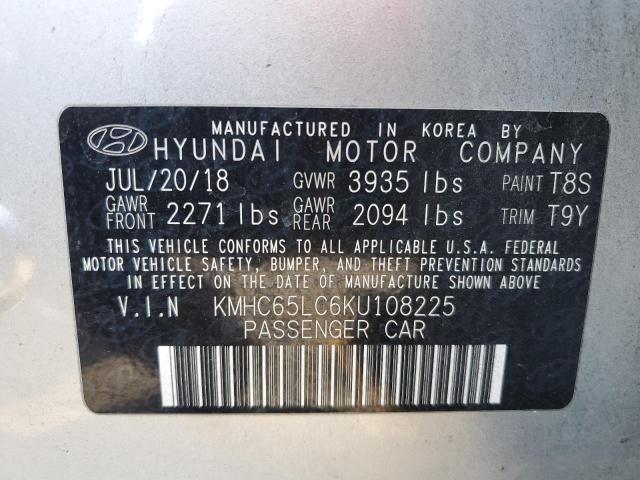 MANUFACTURED IN KOREA BY
HYUNDAI MOTOR COMPANY
JUL/20/18 GVWR 3935 lbs PAINT T8S
GAWR FRONT 2271 lbs GAWR REAR 2094 lbs TRIM T9Y
THIS VEHICLE CONFORMS TO ALL APPLICABLE U.S.A. FEDERAL
MOTOR VEHICLE SAFETY, BUMPER, AND THEFT PREVENTION STANDARDS
IN EFFECT ON THE DATE OF MANUFACTURE SHOWN ABOVE
V.I.N KMHC65LC6KU108225
PASSENGER CAR